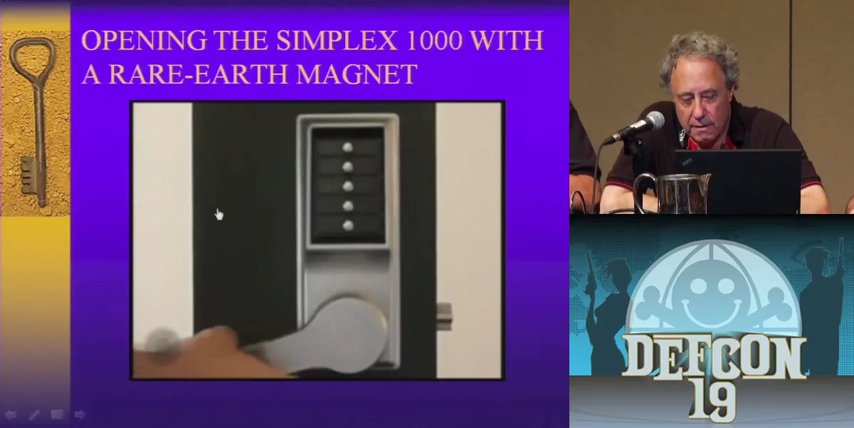 OPENING THE SIMPLEX 1000 WITH
A RARE-EARTH MAGNET
DEFCON
19